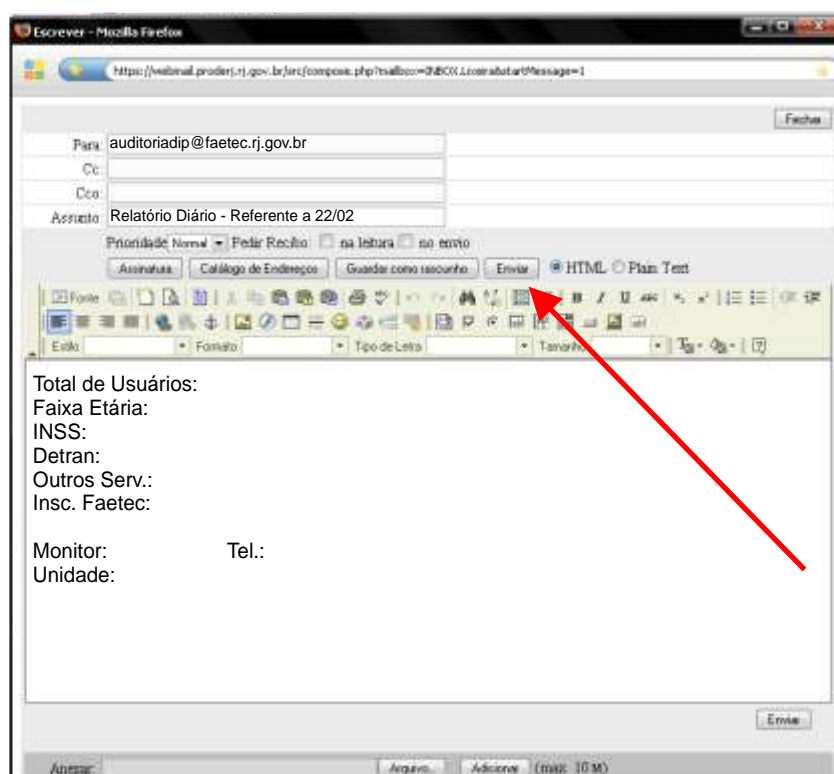 Escrever - Mozilla Firefox
Fechar
Para: auditoriadip@faetec.rj.gov.br
Cc:
Cco:
Assunto: Relatório Diário - Referente a 22/02
Prioridade Normal Pedir Recibo: na leitura no envio
Assinatura Catálogo de Endereços Guardar como rascunho Enviar HTML Plain Text
Fonte
Estilo Formato Tipo de Letra Tamanho
Total de Usuários:
Faixa Etária:
INSS:
Detran:
Outros Serv.:
Insc. Faetec:
Monitor: Tel.:
Unidade:
Enviar
Anexar: Arquivo... Adicionar (max. 10 M)